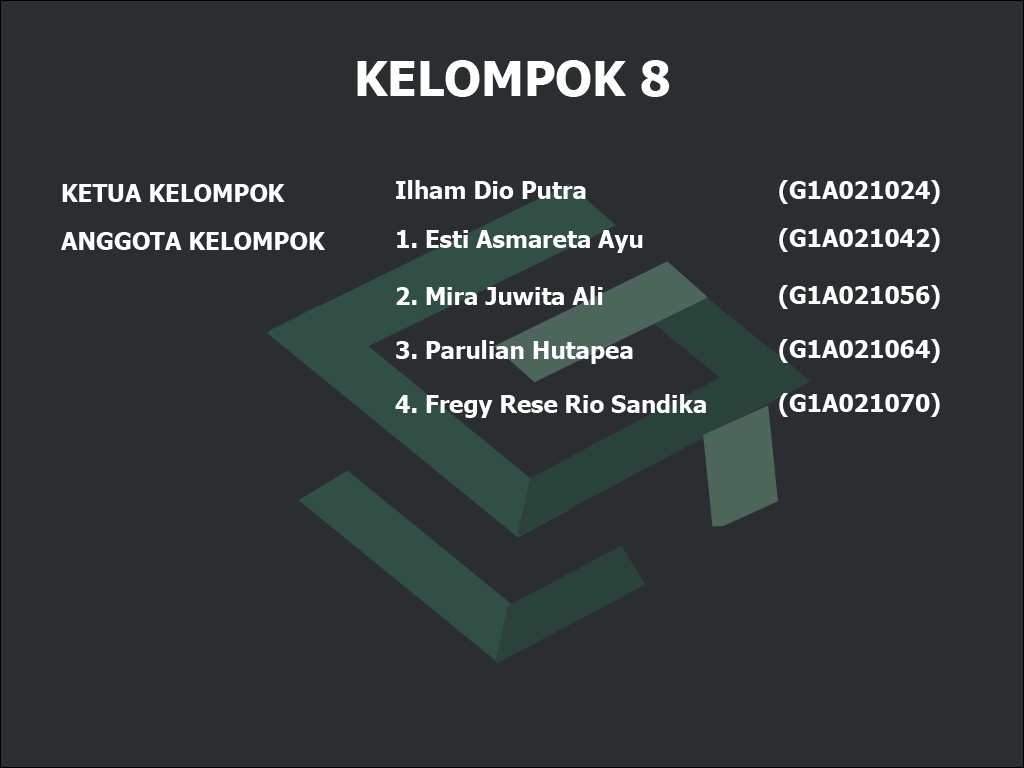 KELOMPOK 8
KETUA KELOMPOK Ilham Dio Putra (G1A021024)
ANGGOTA KELOMPOK 1. Esti Asmareta Ayu (G1A021042)
2. Mira Juwita Ali (G1A021056)
3. Parulian Hutapea (G1A021064)
4. Fregy Rese Rio Sandika (G1A021070)